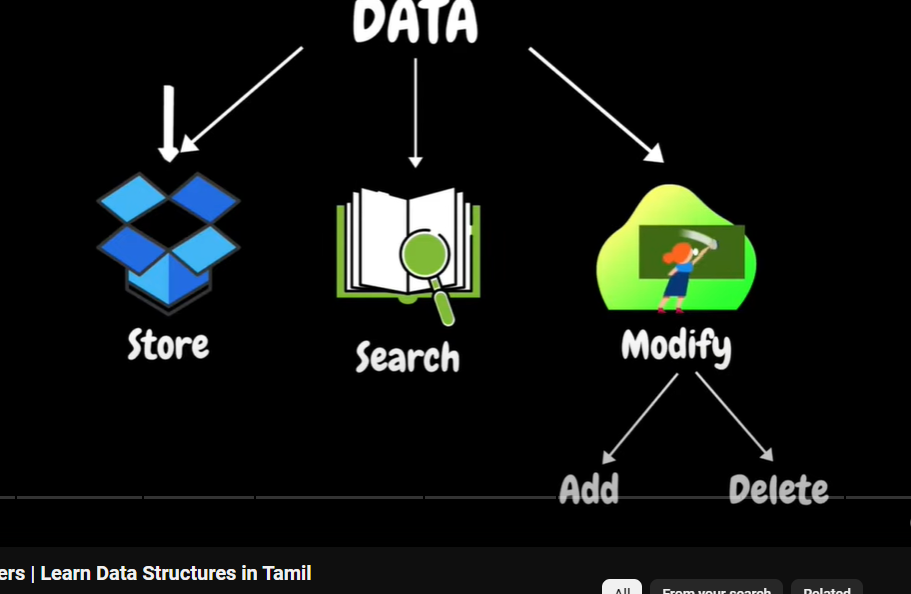 DATA
Store
Search
Modify
Add
Delete
ers | Learn Data Structures in Tamil
All
From your search
Related